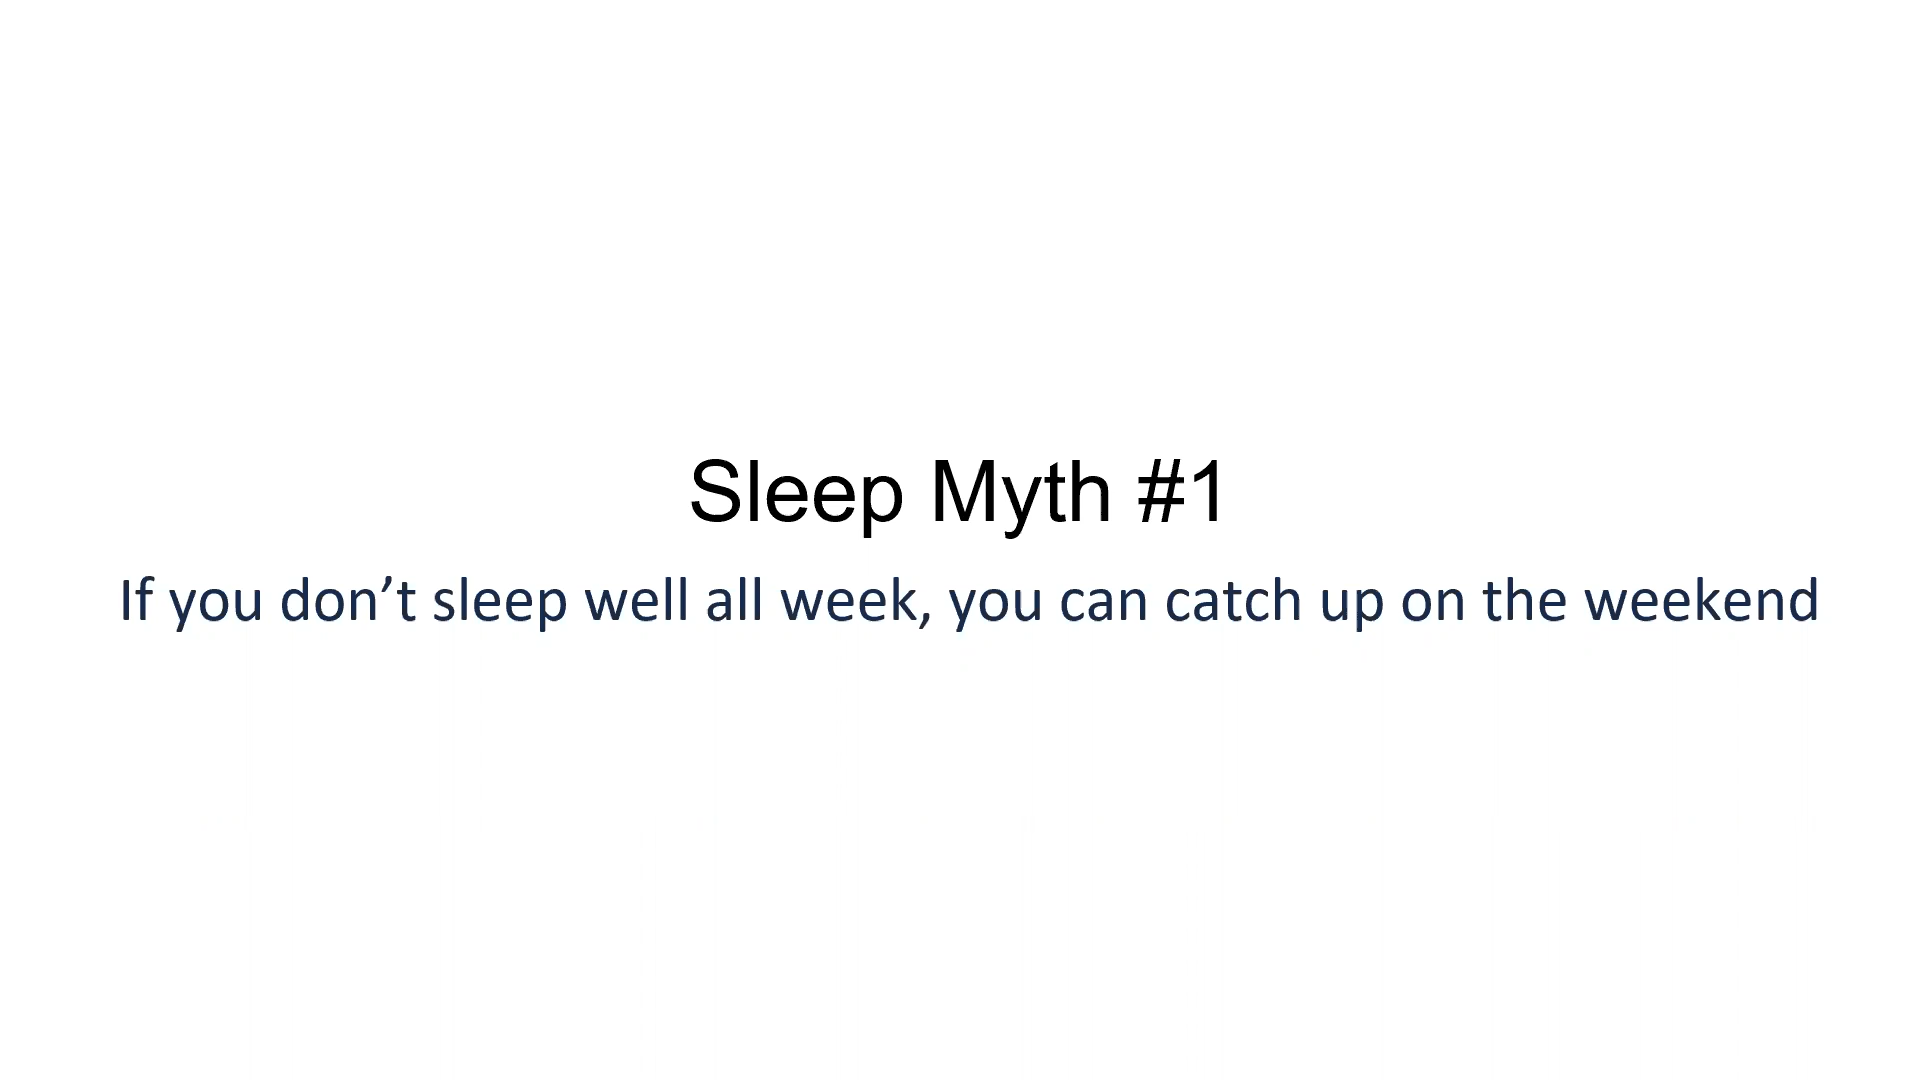 Sleep Myth #1
If you don’t sleep well all week, you can catch up on the weekend